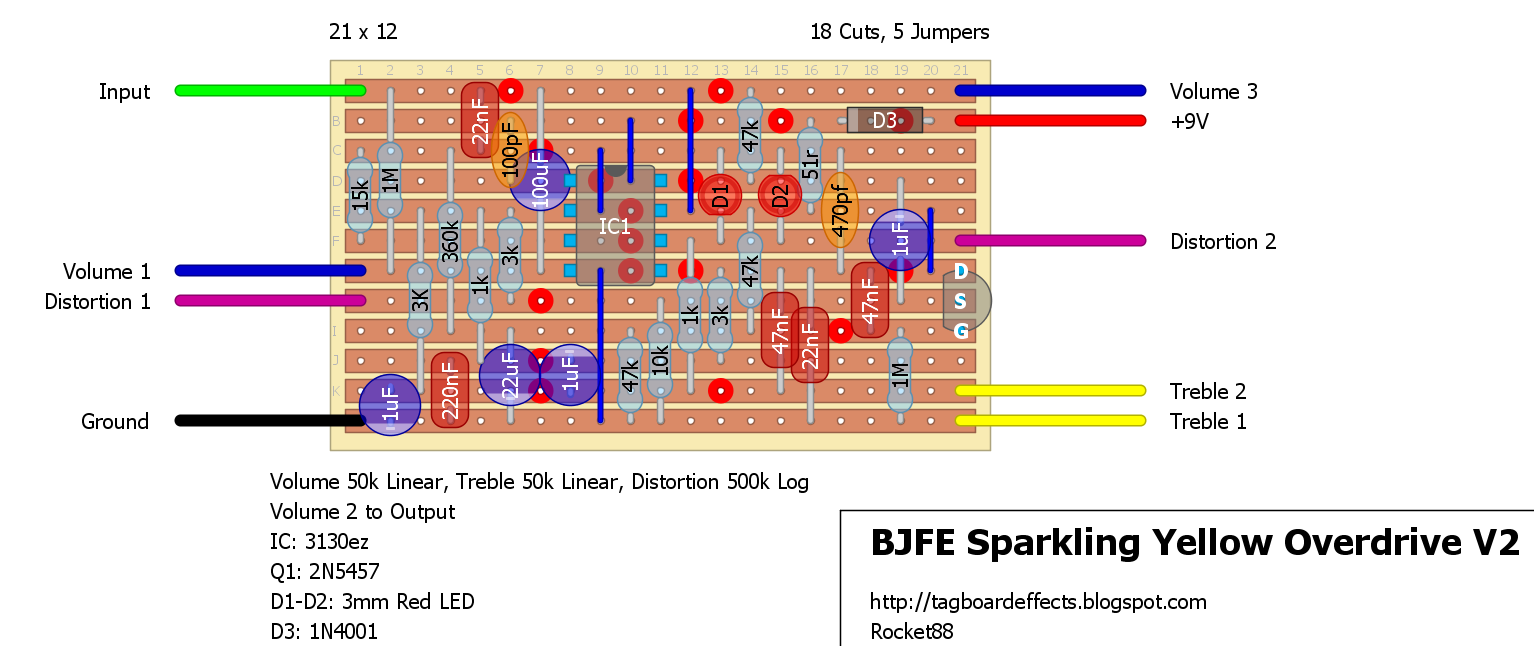 21 x 12 18 Cuts, 5 Jumpers
1 2 3 4 5 6 7 8 9 10 11 12 13 14 15 16 17 18 19 20 21
Input Volume 3
B 22nF 100pF 47k D3 +9V
C 100uF 51r
D 15k 1M D1 D2 470pf
E 360k IC1 1uF
F 3k 47k Distortion 2
Volume 1 1k D
Distortion 1 3K 1k 3k 47nF 47nF S
I 22nF G
J 22uF 1uF 47k 10k 1M
K 220nF Treble 2
Ground 1uF Treble 1
Volume 50k Linear, Treble 50k Linear, Distortion 500k Log
Volume 2 to Output
IC: 3130ez
Q1: 2N5457
D1-D2: 3mm Red LED
D3: 1N4001
BJFE Sparkling Yellow Overdrive V2
http://tagboardeffects.blogspot.com
Rocket88